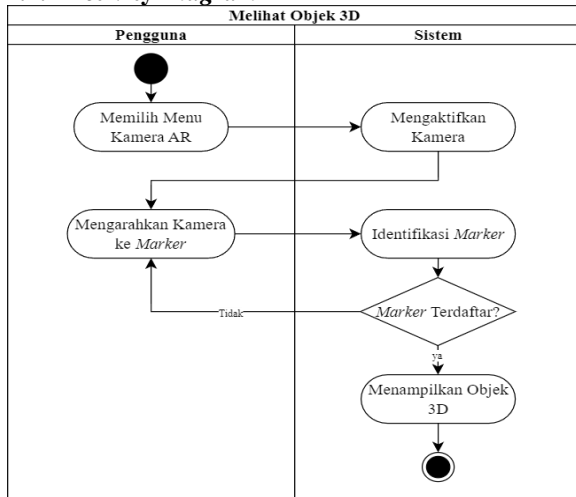 Melihat Objek 3D
Pengguna
Sistem
Memilih Menu
Kamera AR
Mengaktifkan
Kamera
Mengarahkan Kamera
ke Marker
Identifikasi Marker
Marker Terdaftar?
Tidak
ya
Menampilkan Objek
3D